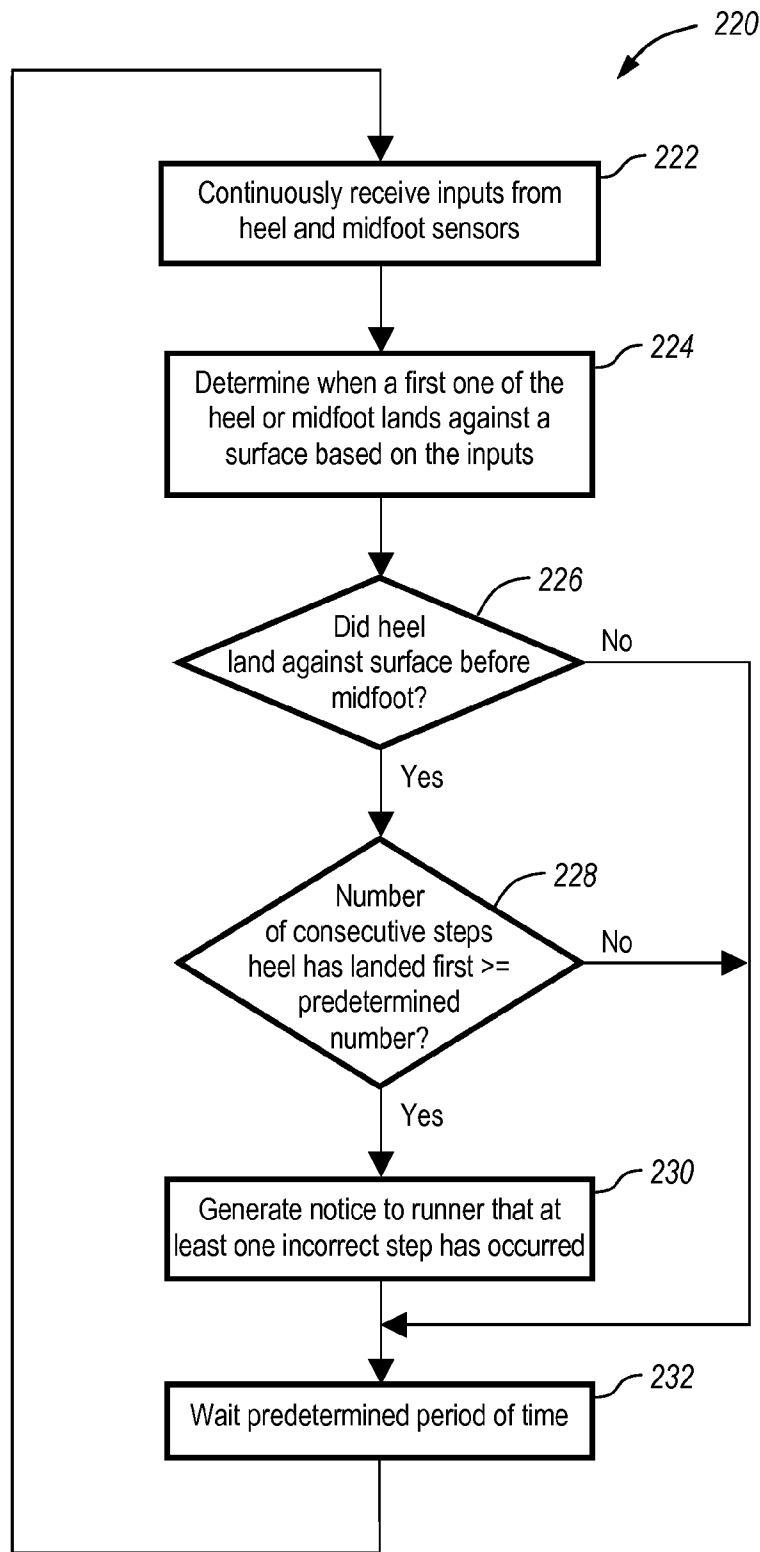 220
222
Continuously receive inputs from
heel and midfoot sensors
224
Determine when a first one of the
heel or midfoot lands against a
surface based on the inputs
226
Did heel
land against surface before
midfoot?
No
Yes
228
Number
of consecutive steps
heel has landed first >=
predetermined
number?
No
Yes
230
Generate notice to runner that at
least one incorrect step has occurred
232
Wait predetermined period of time